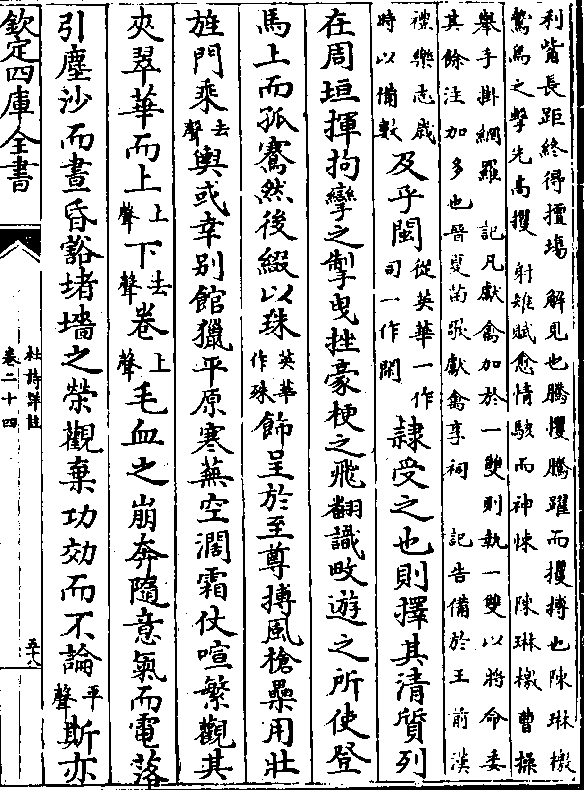 利觜長距終得擅場　解見也騰攫騰躍而攫搏也陳琳檄
鷙鳥之擊先高攫　射雉賦愈情駭而神悚　陳琳檄曹操
舉手掛網羅　記凡獻禽加於一雙則執一雙以將命委
其餘注加多也晉夏苗張獻禽享祠　記告備於王前漢
禮樂志歲
時以備數
及乎閩從英華一作
司一作闗隷受之也則擇其清質列
在周垣揮拘攣之掣曳挫豪梗之飛翻識畋遊之所使登
馬上而孤騫然後綴以珠英華
作殊飾呈於至尊搏風槍纍用壯
旌門乘去
聲輿或幸别館獵平原寒蕪空濶霜仗喧繁觀其
夾翠華而上上
聲下去
聲卷上
聲毛血之崩奔隨意氣而電落
引塵沙而晝昏豁堵墻之榮觀棄功効而不論平
聲斯亦
欽定四庫全書
杜詩詳註
卷二十四
五十八